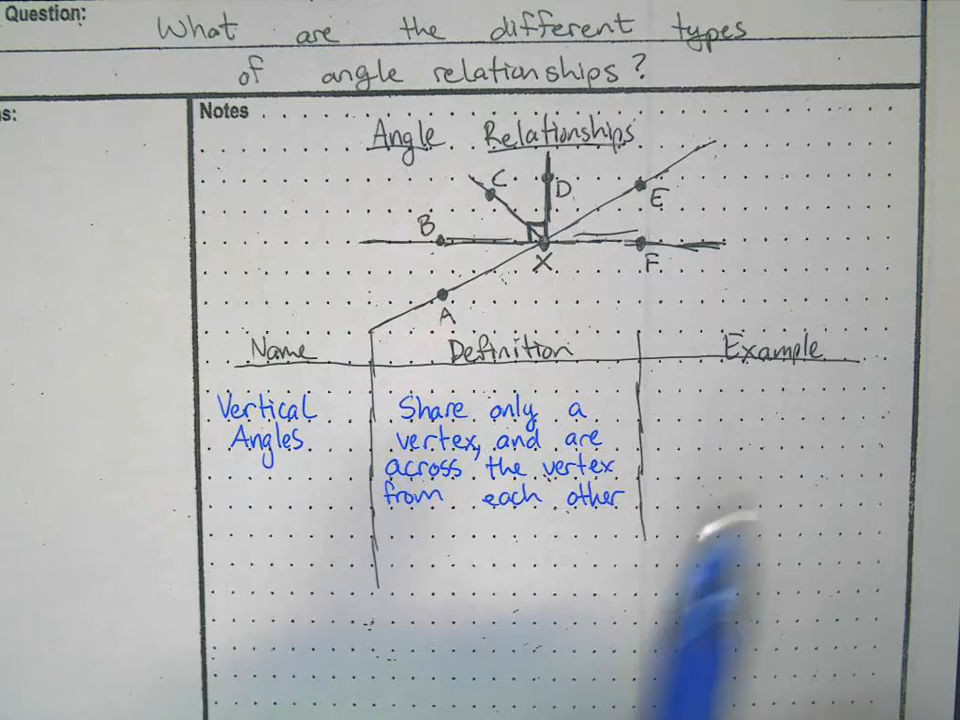 Question:
What are the different types
of angle relationships?
s:
Notes
Angle Relationships
C
D
E
B
X
F
A
Name Definition Example
Vertical Angles
Share only a
vertex, and are
across the vertex
from each other